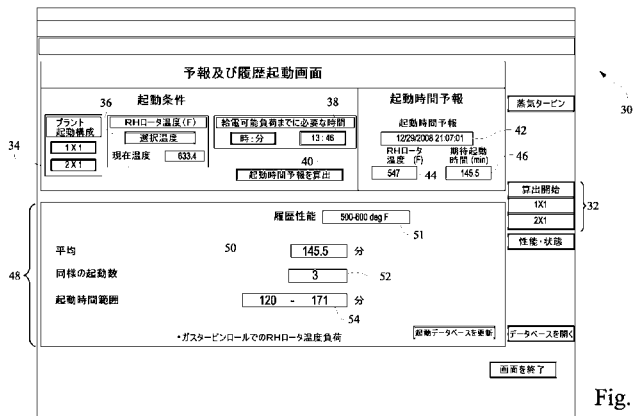 予報及び履歴起動画面
30
起動条件
起動時間予報
蒸気タービン
36
38
プラント
起動構成
1X1
2X1
34
RHロータ温度(F)
選択温度
現在温度 633.4
給電可能負荷までに必要な時間
時:分 13:46
40
起動時間予報を算出
起動時間予報
12/29/2008 21:07:01
42
RHロータ
温度 (F)
547
44
期待起動
時間 (min)
145.5
46
算出開始
1X1
2X1
32
性能・状態
履歴性能 500-600 deg F
51
48
平均 50 145.5 分
同様の起動数 3 52
起動時間範囲 120 - 171 分
54
*ガスタービンロールでのRHロータ温度負荷
起動データベースを更新
データベースを開く
画面を終了
Fig.